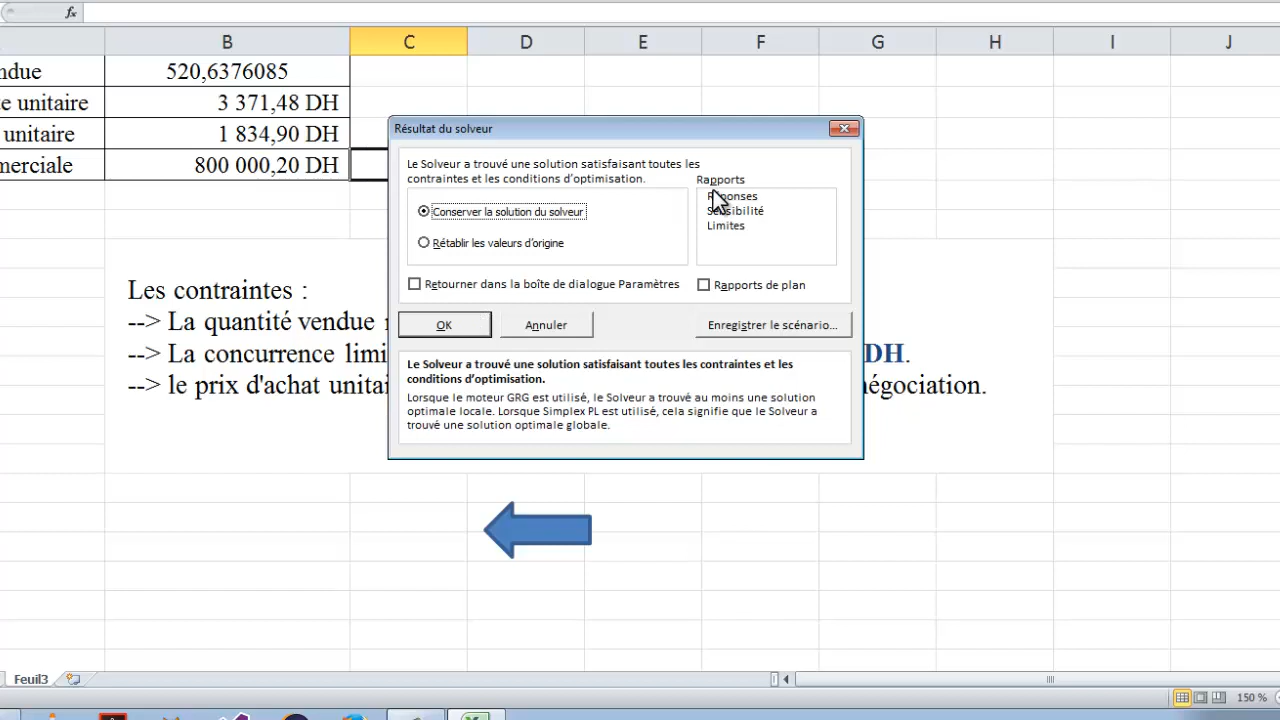 fx
B C D E F G H I J
ndue 520,6376085
te unitaire 3 371,48 DH
unitaire 1 834,90 DH
merciale 800 000,20 DH
Résultat du solveur
Le Solveur a trouvé une solution satisfaisant toutes les
contraintes et les conditions d'optimisation.
Rapports
Réponses
Sensibilité
Limites
Conserver la solution du solveur
Rétablir les valeurs d'origine
Retourner dans la boîte de dialogue Paramètres
Rapports de plan
OK
Annuler
Enregistrer le scénario...
Le Solveur a trouvé une solution satisfaisant toutes les contraintes et les
conditions d'optimisation.
Lorsque le moteur GRG est utilisé, le Solveur a trouvé au moins une solution
optimale locale. Lorsque Simplex PL est utilisé, cela signifie que le Solveur a
trouvé une solution optimale globale.
Les contraintes :
--> La quantité vendue
--> La concurrence limi DH.
--> le prix d'achat unitai négociation.
Feuil3
150 %